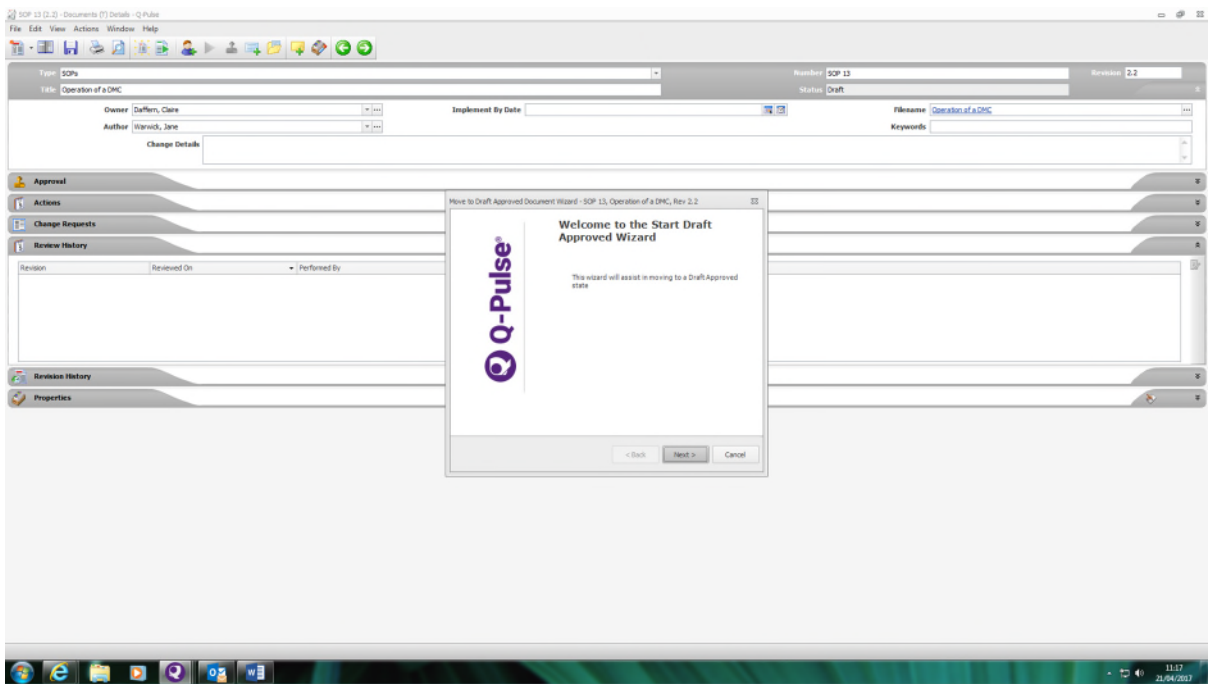 SOP 13 (2.2) - Documents (7) Details - Q-Pulse
File Edit View Actions Window Help
Type SOPs Number SOP 13 Revision 2.2
Title Operation of a DMC Status Draft
Owner Daffern, Claire Implement By Date Filename Operation of a DMC
Author Warwick, Jane Keywords
Change Details
Approval
Actions
Change Requests
Review History
Revision Reviewed On Performed By
Revision History
Properties
Move to Draft Approved Document Wizard - SOP 13, Operation of a DMC, Rev 2.2
Q-Pulse®
Welcome to the Start Draft
Approved Wizard
This wizard will assist in moving to a Draft Approved
state
< Back Next > Cancel
11:17
21/04/2017